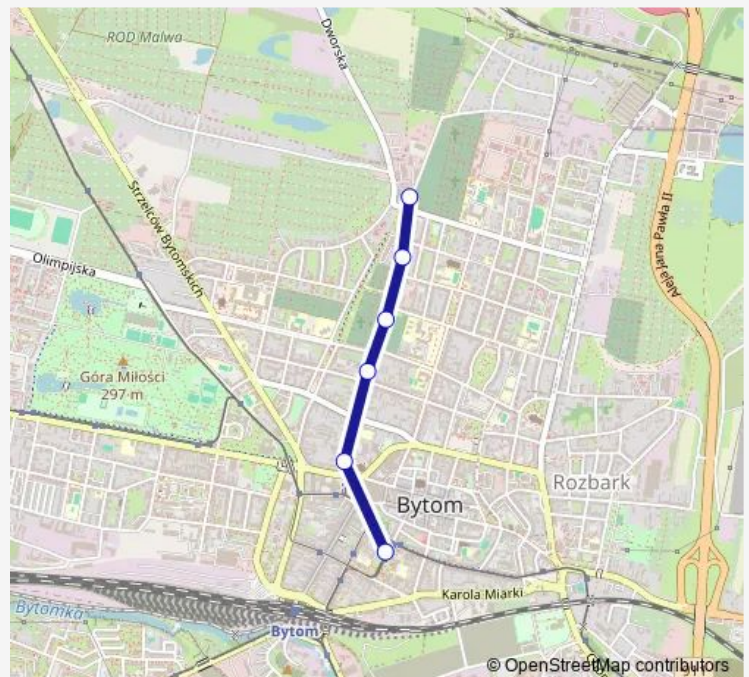 ROD Malwa
Dworska
Strzelców Bytomskich
Aleja Jana Pawła II
Olimpijska
Góra Miłości
297 m
Rozbark
Bytom
Karola Miarki
Bytomka
Bytom
© OpenStreetMap contributors